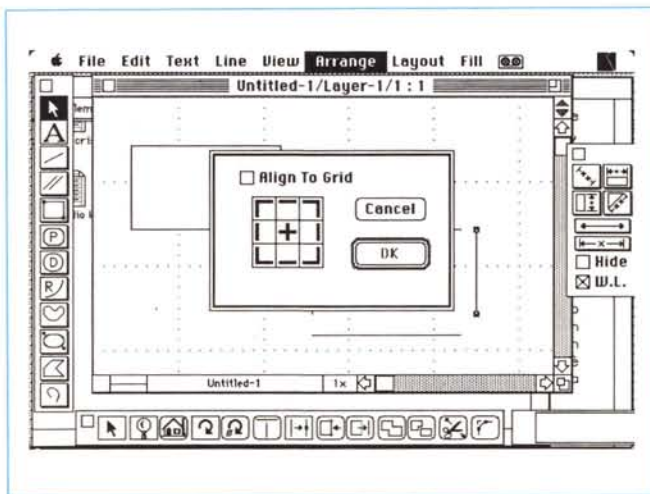 File Edit Text Line View Arrange Layout Fill
Untitled-1/Layer-1/1 : 1
A
P
D
R
Align To Grid
Cancel
OK
Hide
W.L.
Untitled-1
1x